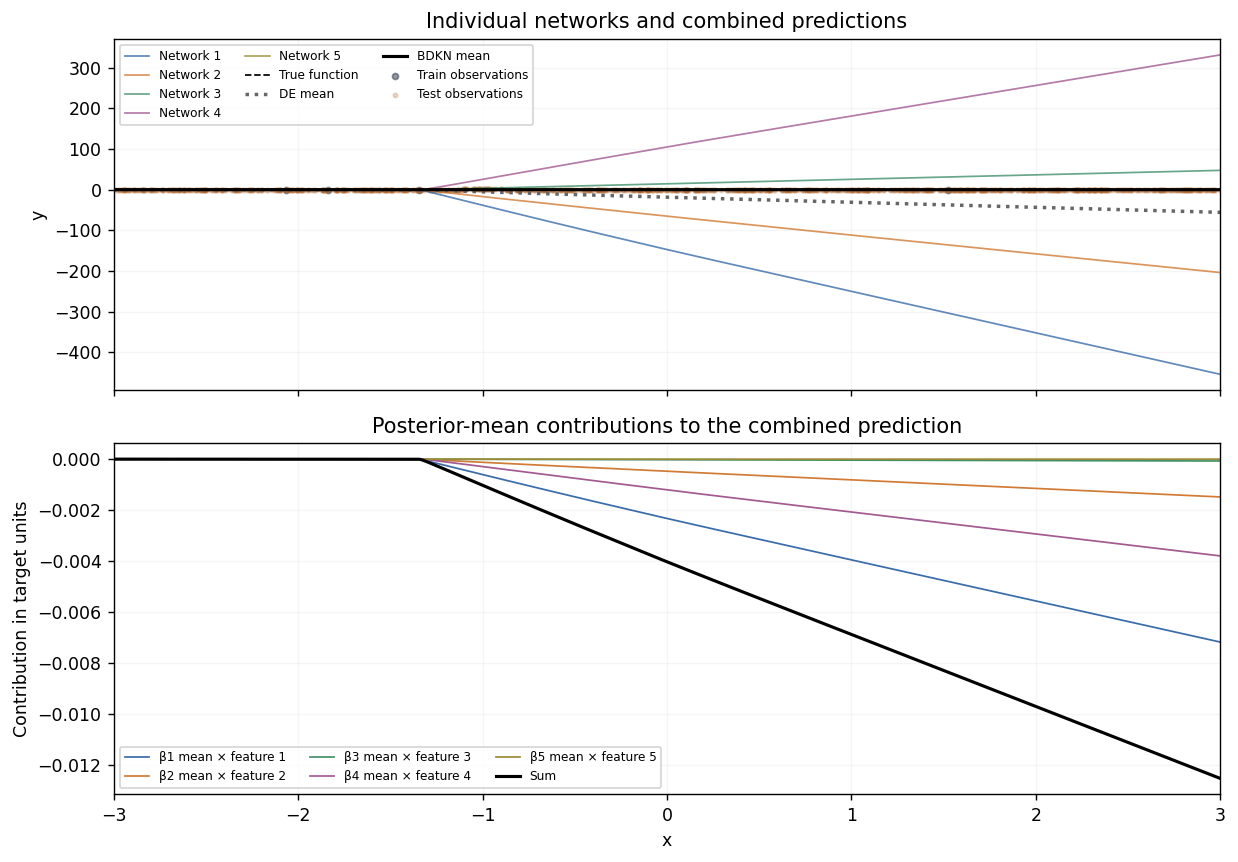 Individual networks and combined predictions
Network 1
Network 2
Network 3
Network 4
Network 5
True function
DE mean
BDKN mean
Train observations
Test observations
300
200
100
0
−100
−200
−300
−400
y
Posterior-mean contributions to the combined prediction
0.000
−0.002
−0.004
−0.006
−0.008
−0.010
−0.012
Contribution in target units
β1 mean × feature 1
β2 mean × feature 2
β3 mean × feature 3
β4 mean × feature 4
β5 mean × feature 5
Sum
−3
−2
−1
0
1
2
3
x